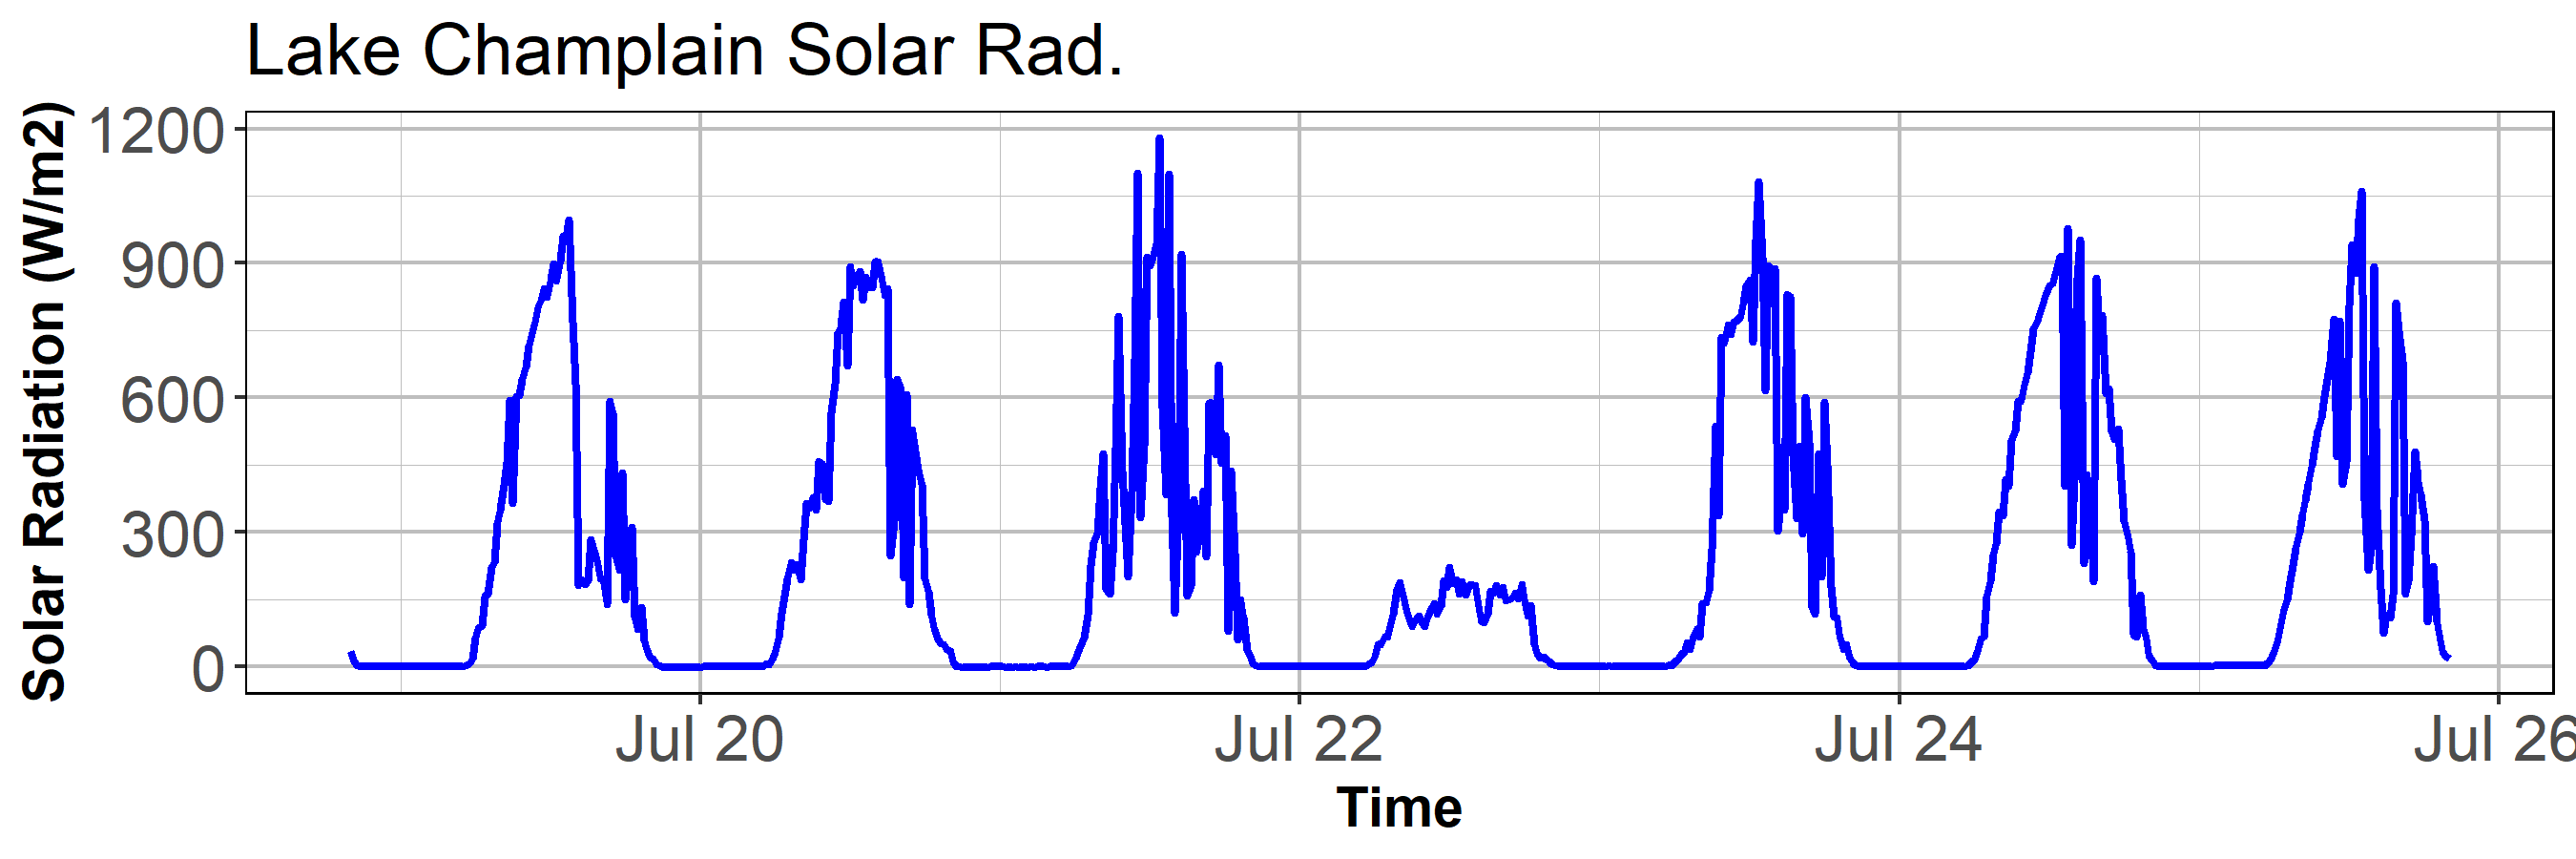 Lake Champlain Solar Rad.
Solar Radiation (W/m2)
1200
900
600
300
0
Jul 20
Jul 22
Jul 24
Jul 26
Time